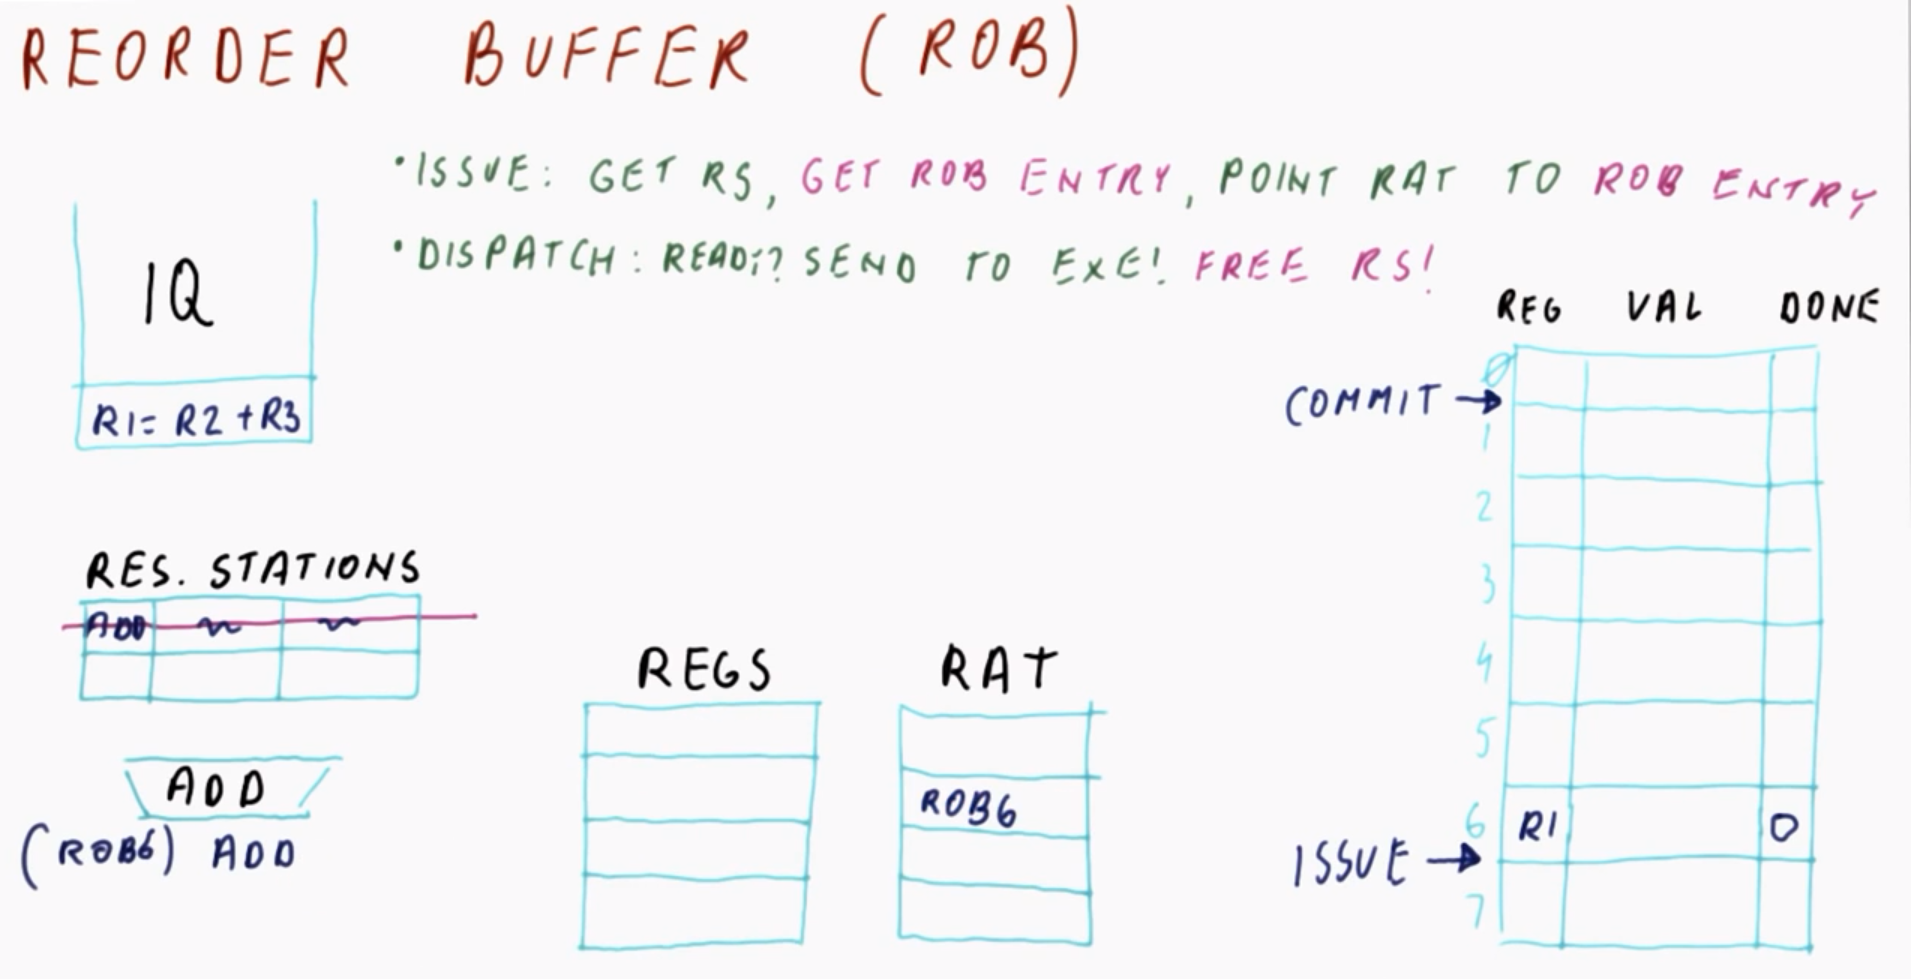 REORDER BUFFER (ROB)
• ISSUE: GET RS, GET ROB ENTRY, POINT RAT TO ROB ENTRY
• DISPATCH: READY? SEND TO EXE! FREE RS!
IQ
R1= R2 +R3
RES. STATIONS
ADD
ADD
(ROB6) ADD
REGS
RAT
ROB6
REG VAL DONE
COMMIT →
0
1
2
3
4
5
6 R1 0
ISSUE →
7